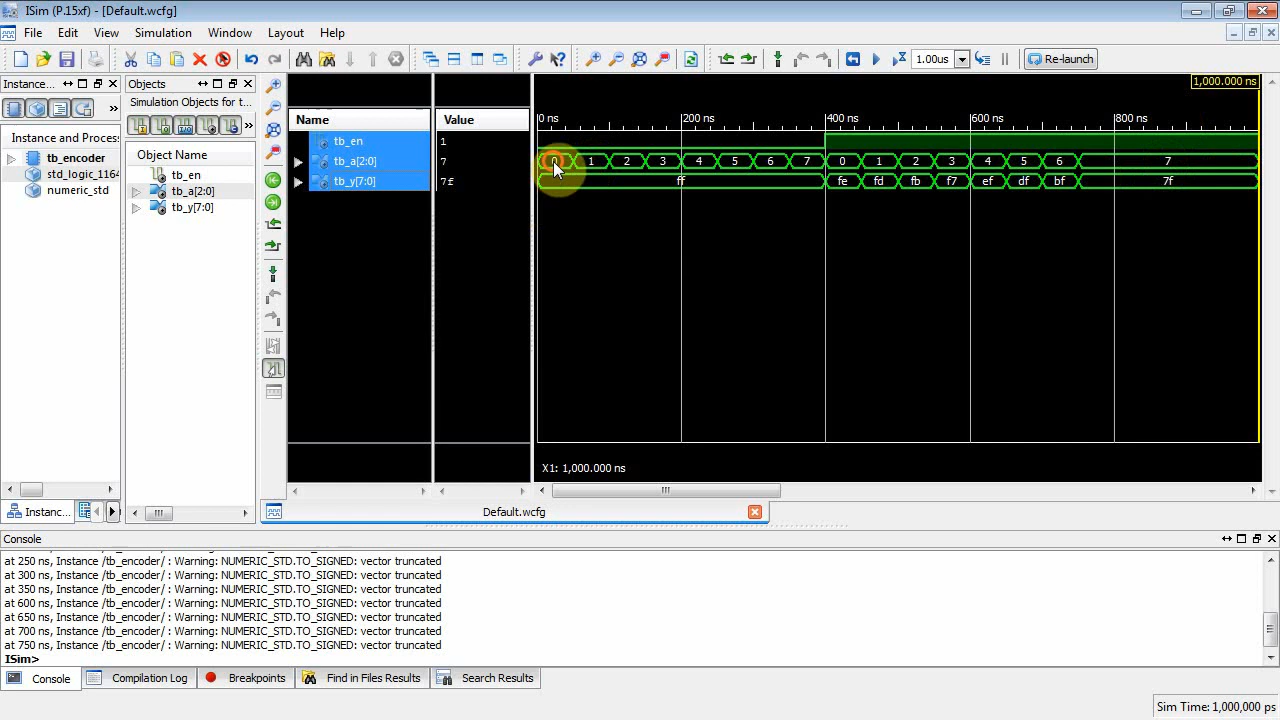 ISim (P.15xf) - [Default.wcfg]
File Edit View Simulation Window Layout Help
1.00us Re-launch
Instance... Objects
Simulation Objects for t...
Instance and Proces
tb_encoder
std_logic_1164
numeric_std
Object Name
tb_en
tb_a[2:0]
tb_y[7:0]
Name Value
tb_en 1
tb_a[2:0] 7
tb_y[7:0] 7f
1,000.000 ns
0 ns 200 ns 400 ns 600 ns 800 ns
0 1 2 3 4 5 6 7 0 1 2 3 4 5 6 7
ff fe fd fb f7 ef df bf 7f
X1: 1,000.000 ns
Instanc...
Default.wcfg
Console
at 250 ns, Instance /tb_encoder/ : Warning: NUMERIC_STD.TO_SIGNED: vector truncated
at 300 ns, Instance /tb_encoder/ : Warning: NUMERIC_STD.TO_SIGNED: vector truncated
at 350 ns, Instance /tb_encoder/ : Warning: NUMERIC_STD.TO_SIGNED: vector truncated
at 600 ns, Instance /tb_encoder/ : Warning: NUMERIC_STD.TO_SIGNED: vector truncated
at 650 ns, Instance /tb_encoder/ : Warning: NUMERIC_STD.TO_SIGNED: vector truncated
at 700 ns, Instance /tb_encoder/ : Warning: NUMERIC_STD.TO_SIGNED: vector truncated
at 750 ns, Instance /tb_encoder/ : Warning: NUMERIC_STD.TO_SIGNED: vector truncated
ISim>
Console Compilation Log Breakpoints Find in Files Results Search Results
Sim Time: 1,000,000 ps